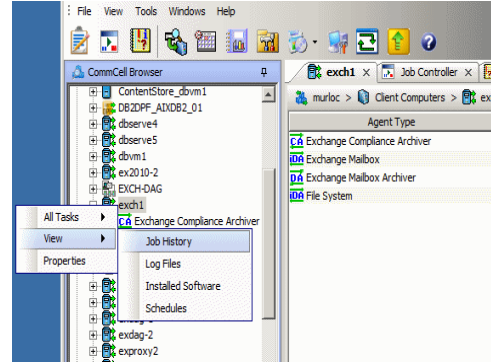 File View Tools Windows Help
CommCell Browser
exch1 Job Controller
murloc > Client Computers > ex
Agent Type
Exchange Compliance Archiver
Exchange Mailbox
Exchange Mailbox Archiver
File System
ContentStore_dbvm1
DB2DPF_AIXDB2_01
dbserve4
dbserve5
dbvm1
ex2010-2
EXCH-DAG
exch1
CA Exchange Compliance Archiver
All Tasks
View
Properties
Job History
Log Files
Installed Software
Schedules
exdag-2
exproxy2